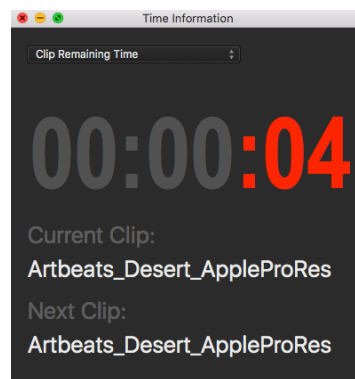 Time Information
Clip Remaining Time
00:00:04
Current Clip:
Artbeats_Desert_AppleProRes
Next Clip:
Artbeats_Desert_AppleProRes